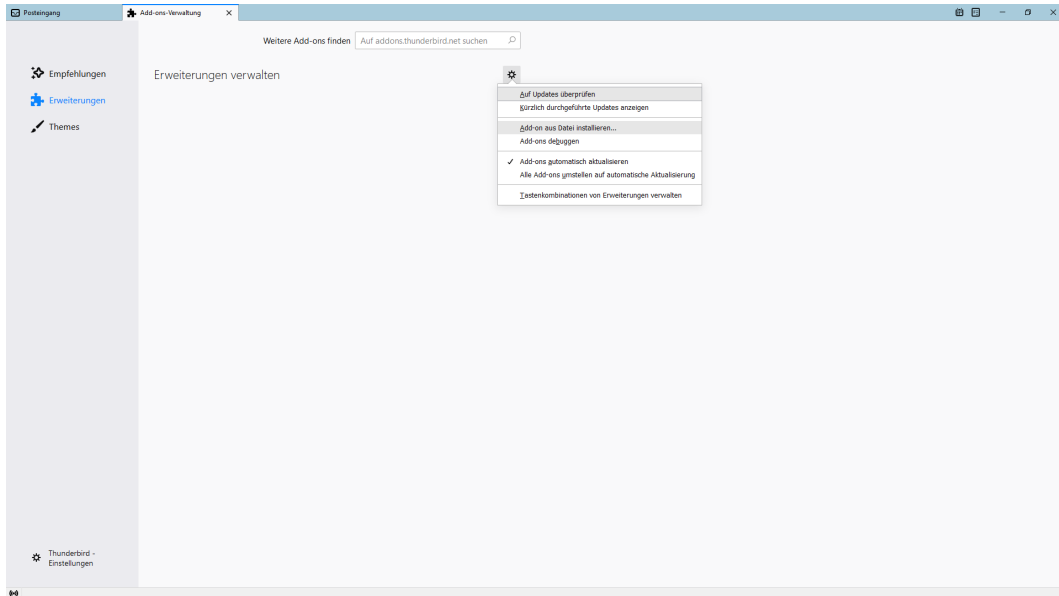 Posteingang
Add-ons-Verwaltung
Weitere Add-ons finden
Auf addons.thunderbird.net suchen
Empfehlungen
Erweiterungen
Themes
Erweiterungen verwalten
Auf Updates überprüfen
Kürzlich durchgeführte Updates anzeigen
Add-on aus Datei installieren...
Add-ons debuggen
Add-ons automatisch aktualisieren
Alle Add-ons umstellen auf automatische Aktualisierung
Tastenkombinationen von Erweiterungen verwalten
Thunderbird -
Einstellungen